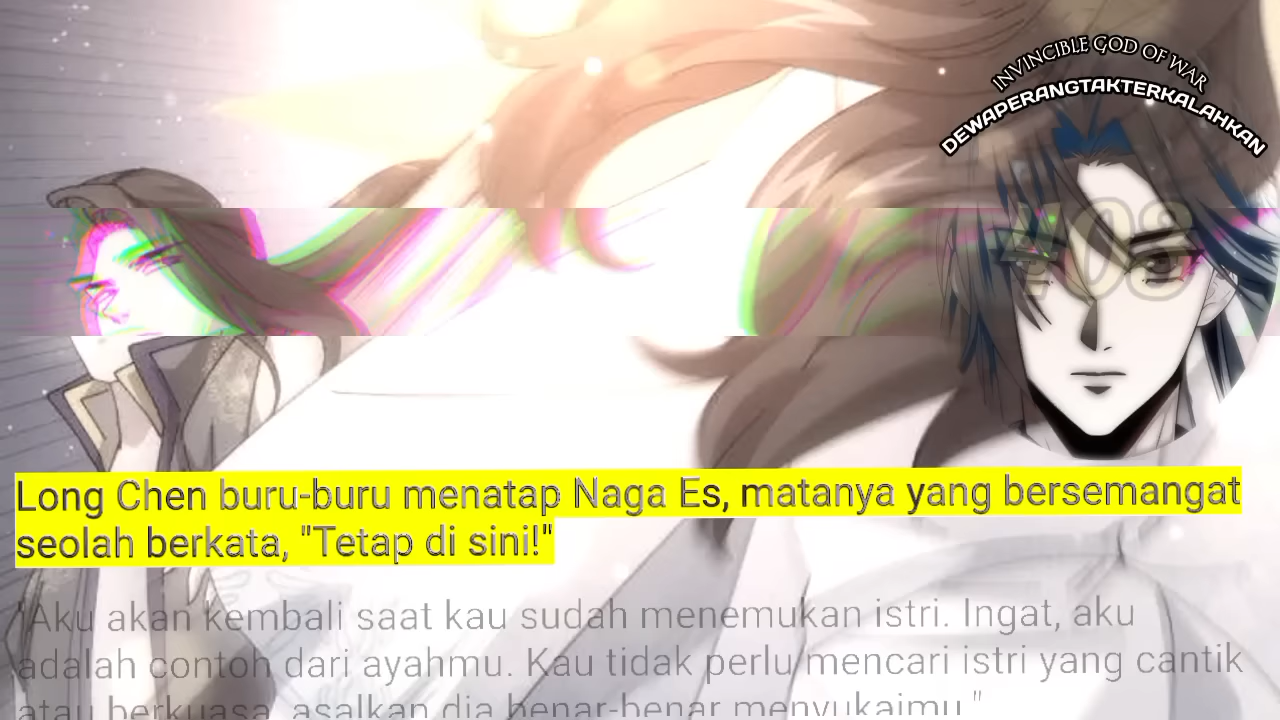 INVINCIBLE GOD OF WAR
DEWAPERANGTAKTERKALAHKAN
408
Long Chen buru-buru menatap Naga Es, matanya yang bersemangat
seolah berkata, "Tetap di sini!"
"Aku akan kembali saat kau sudah menemukan istri. Ingat, aku
adalah contoh dari ayahmu. Kau tidak perlu mencari istri yang cantik
atau berkuasa, asalkan dia benar-benar menyukaimu."